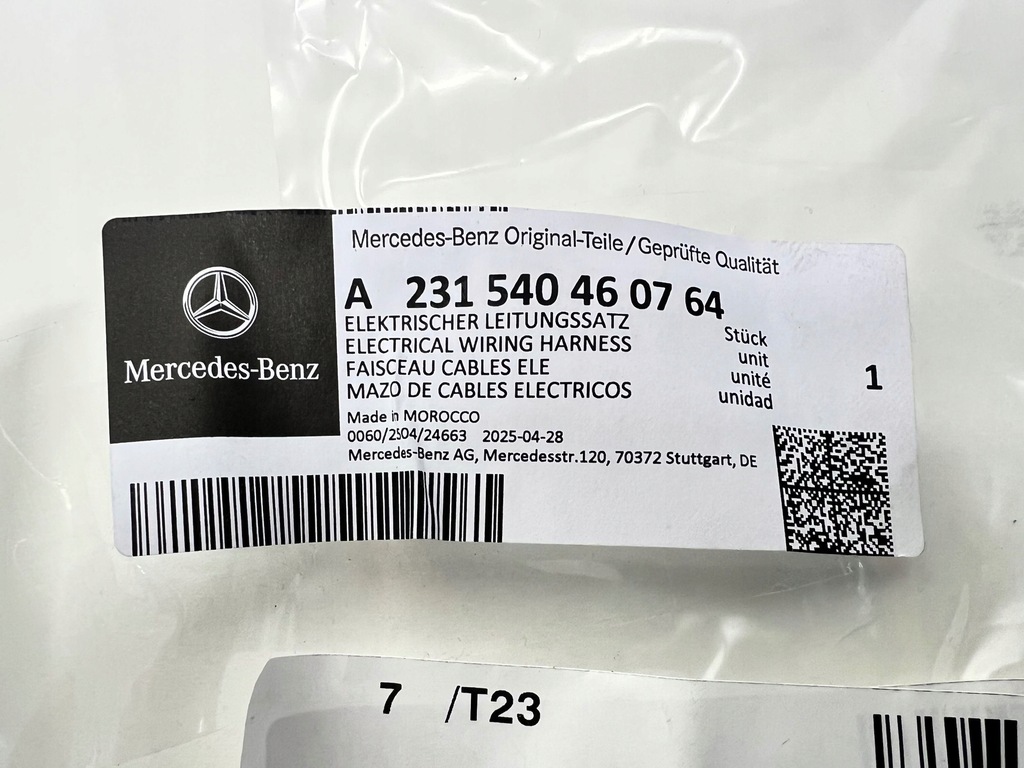 Mercedes-Benz
Mercedes-Benz Original-Teile/Geprüfte Qualität
A 231 540 46 07 64
ELEKTRISCHER LEITUNGSSATZ
ELECTRICAL WIRING HARNESS
FAISCEAU CABLES ELE
MAZO DE CABLES ELECTRICOS
Stück
unit
unité
unidad
1
Made in MOROCCO
0060/2504/24663 2025-04-28
Mercedes-Benz AG, Mercedesstr.120, 70372 Stuttgart, DE
7 /T23